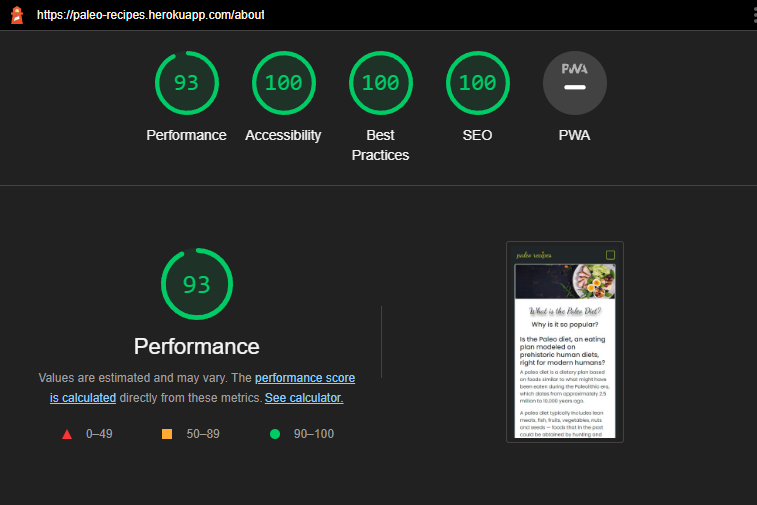 https://paleo-recipes.herokuapp.com/about
93
100
100
100
PWA
Performance
Accessibility
Best
Practices
SEO
PWA
93
Performance
Values are estimated and may vary. The performance score
is calculated directly from these metrics. See calculator.
0–49
50–89
90–100
paleo recipes
What is the Paleo Diet?
Why is it so popular?
Is the Paleo diet, an eating
plan modeled on
prehistoric human diets,
right for modern humans?
A paleo diet is a dietary plan based
on foods similar to what might have
been eaten during the Paleolithic era,
which dates from approximately 2.5
million to 10,000 years ago.
A paleo diet typically includes lean
meats, fish, fruits, vegetables, nuts
and seeds — foods that in the past
could be obtained by hunting and